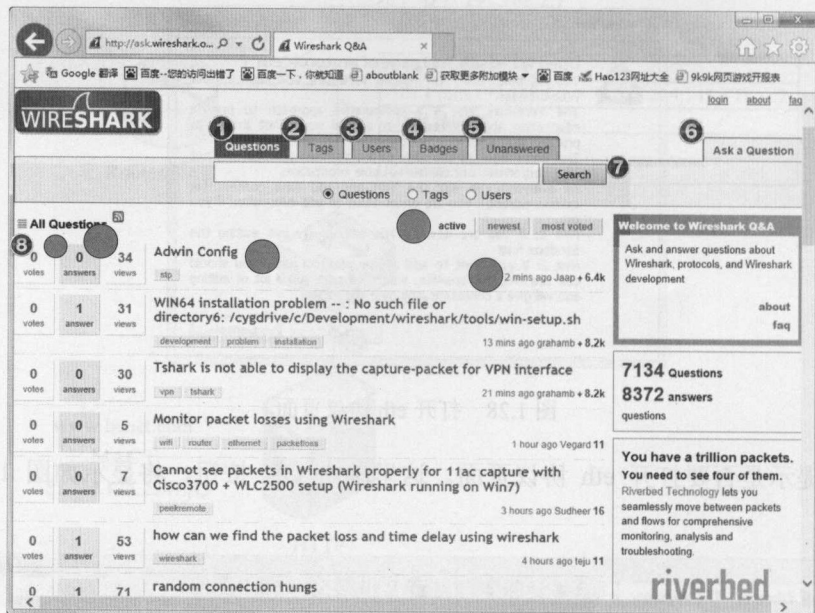 http://ask.wireshark.o... Wireshark Q&A ×
Google 翻译 百度--您的访问出错了 百度一下，你就知道 aboutblank 获取更多附加模块 百度 Hao123网址大全 9k9k网页游戏开服表
login about faq
WIRESHARK
1 2 3 4 5 6
Questions Tags Users Badges Unanswered Ask a Question
Search 7
Questions Tags Users
All Questions active newest most voted
8
0 votes 0 answers 34 views
Adwin Config
ntp
2 mins ago Jaap +6.4k
0 votes 1 answer 31 views
WIN64 installation problem -- : No such file or
directory6: /cygdrive/c/Development/wireshark/tools/win-setup.sh
development problem installation
13 mins ago grahamb +8.2k
0 votes 0 answers 30 views
Tshark is not able to display the capture-packet for VPN interface
vpn tshark
21 mins ago grahamb +8.2k
0 votes 0 answers 5 views
Monitor packet losses using Wireshark
wifi router ethernet packetloss
1 hour ago Vegard 11
0 votes 0 answers 7 views
Cannot see packets in Wireshark properly for 11ac capture with
Cisco3700 + WLC2500 setup (Wireshark running on Win7)
peekremote
3 hours ago Sudheer 16
0 votes 1 answer 53 views
how can we find the packet loss and time delay using wireshark
wireshark
4 hours ago teju 11
0 1 71
random connection hungs
Welcome to Wireshark Q&A
Ask and answer questions about
Wireshark, protocols, and Wireshark
development
about
faq
7134 Questions
8372 answers
questions
You have a trillion packets.
You need to see four of them.
Riverbed Technology lets you
seamlessly move between packets
and flows for comprehensive
monitoring, analysis and
troubleshooting.
riverbed